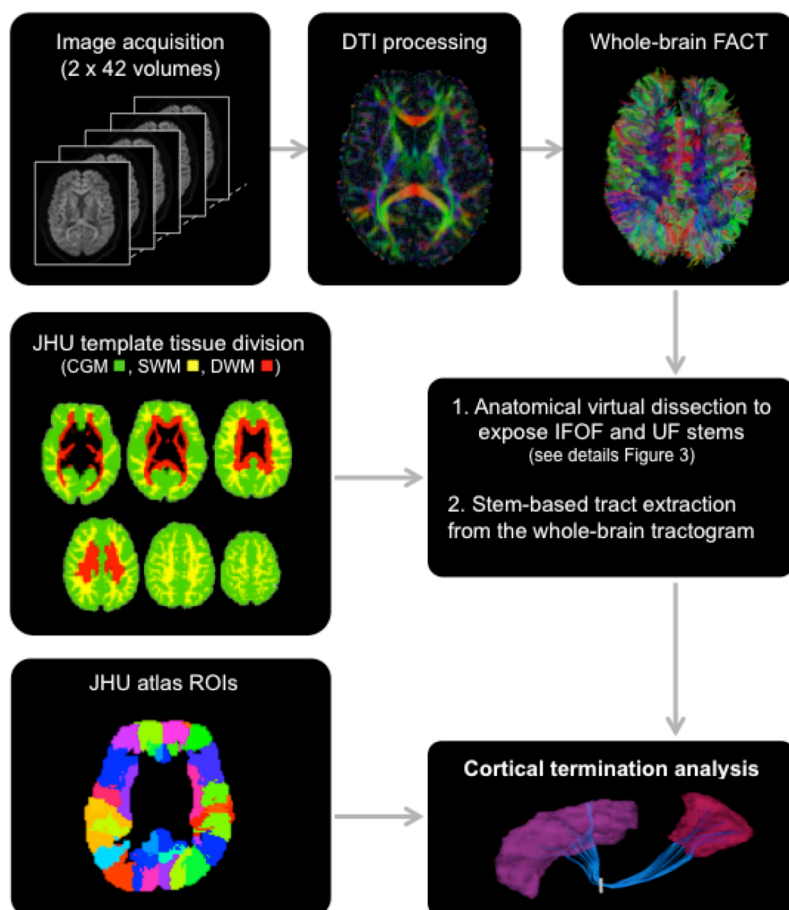 Image acquisition
(2 x 42 volumes)
DTI processing
Whole-brain FACT
JHU template tissue division
(CGM ■, SWM ■, DWM ■)
1. Anatomical virtual dissection to
expose IFOF and UF stems
(see details Figure 3)
2. Stem-based tract extraction
from the whole-brain tractogram
JHU atlas ROIs
Cortical termination analysis